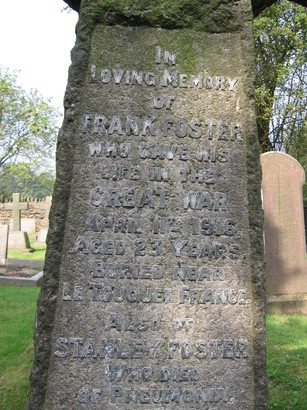 IN
LOVING MEMORY
OF
FRANK FOSTER
WHO GAVE HIS
LIFE IN THE
GREAT WAR
APRIL 11TH 1916
AGED 23 YEARS.
BURIED NEAR
LE TOUQUET FRANCE.
ALSO OF
STANLEY FOSTER
WHO DIED
OF PNEUMONIA